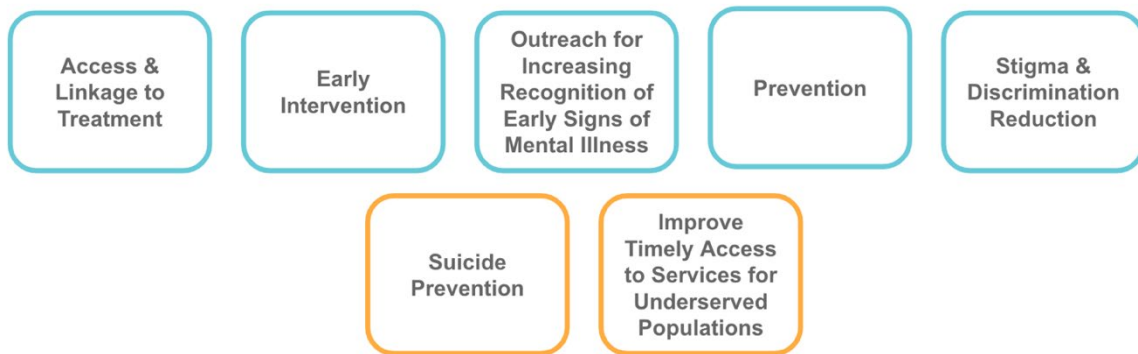 Access &
Linkage to
Treatment
Early
Intervention
Outreach for
Increasing
Recognition of
Early Signs of
Mental Illness
Prevention
Stigma &
Discrimination
Reduction
Suicide
Prevention
Improve
Timely Access
to Services for
Underserved
Populations